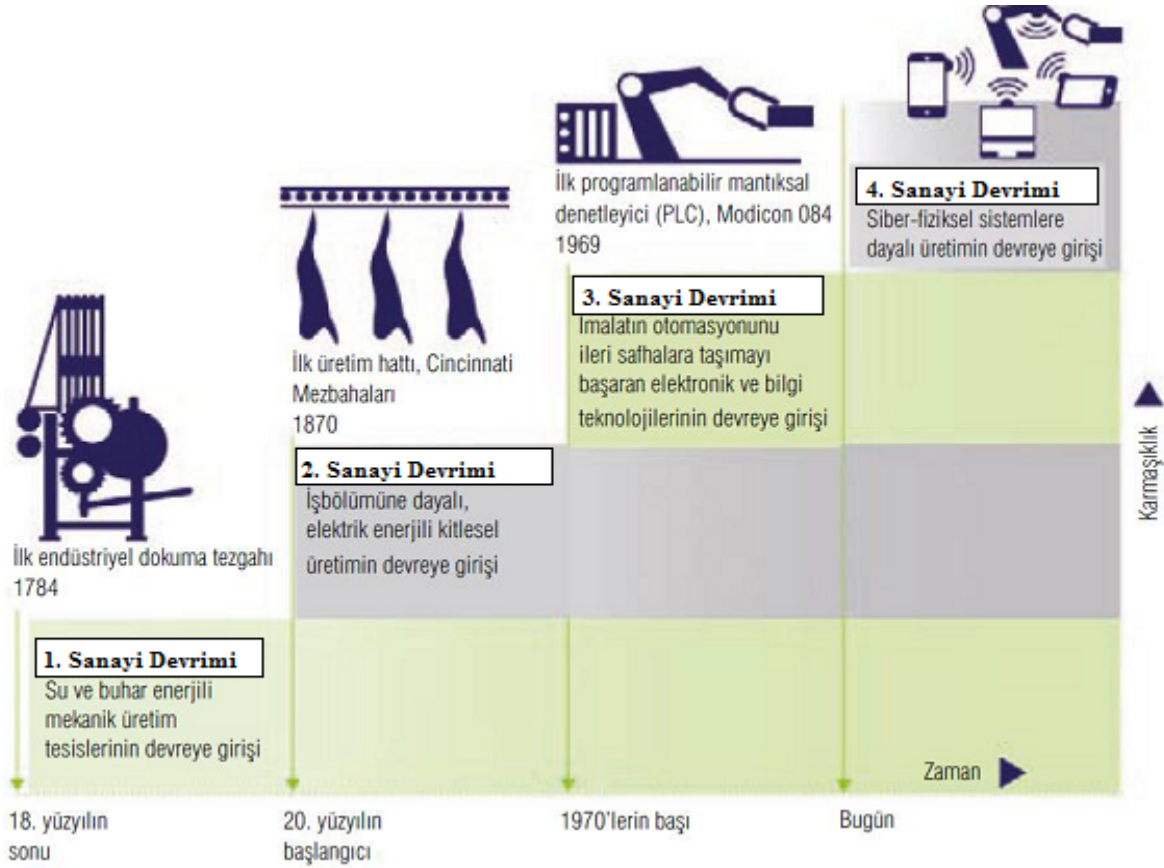 İlk endüstriyel dokuma tezgahı
1784
1. Sanayi Devrimi
Su ve buhar enerjili
mekanik üretim
tesislerinin devreye girişi
18. yüzyılın
sonu
İlk üretim hattı, Cincinnati
Mezbahaları
1870
2. Sanayi Devrimi
İşbölümüne dayalı,
elektrik enerjili kitlesel
üretimin devreye girişi
20. yüzyılın
başlangıcı
İlk programlanabilir mantıksal
denetleyici (PLC), Modicon 084
1969
3. Sanayi Devrimi
İmalatın otomasyonunu
ileri safhalara taşımayı
başaran elektronik ve bilgi
teknolojilerinin devreye girişi
1970'lerin başı
4. Sanayi Devrimi
Siber-fiziksel sistemlere
dayalı üretimin devreye girişi
Bugün
Zaman
Karmaşıklık